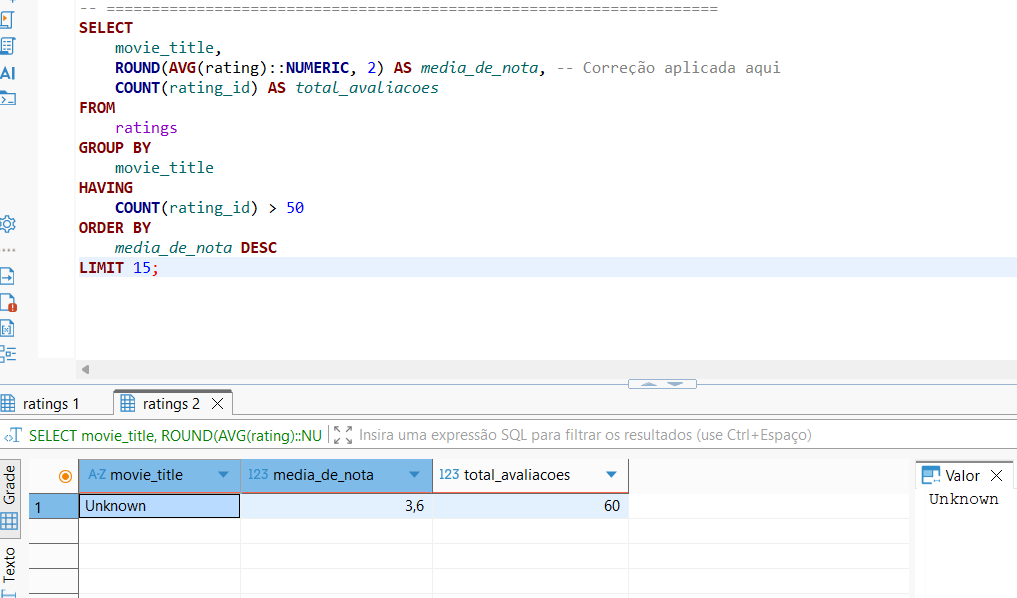 -- ====================================================================
SELECT
movie_title,
ROUND(AVG(rating)::NUMERIC, 2) AS media_de_nota, -- Correção aplicada aqui
COUNT(rating_id) AS total_avaliacoes
FROM
ratings
GROUP BY
movie_title
HAVING
COUNT(rating_id) > 50
ORDER BY
media_de_nota DESC
LIMIT 15;
AI
ratings 1
ratings 2
SELECT movie_title, ROUND(AVG(rating)::NU
Insira uma expressão SQL para filtrar os resultados (use Ctrl+Espaço)
Grade
Texto
A-Z movie_title
123 media_de_nota
123 total_avaliacoes
1
Unknown
3,6
60
Valor
Unknown